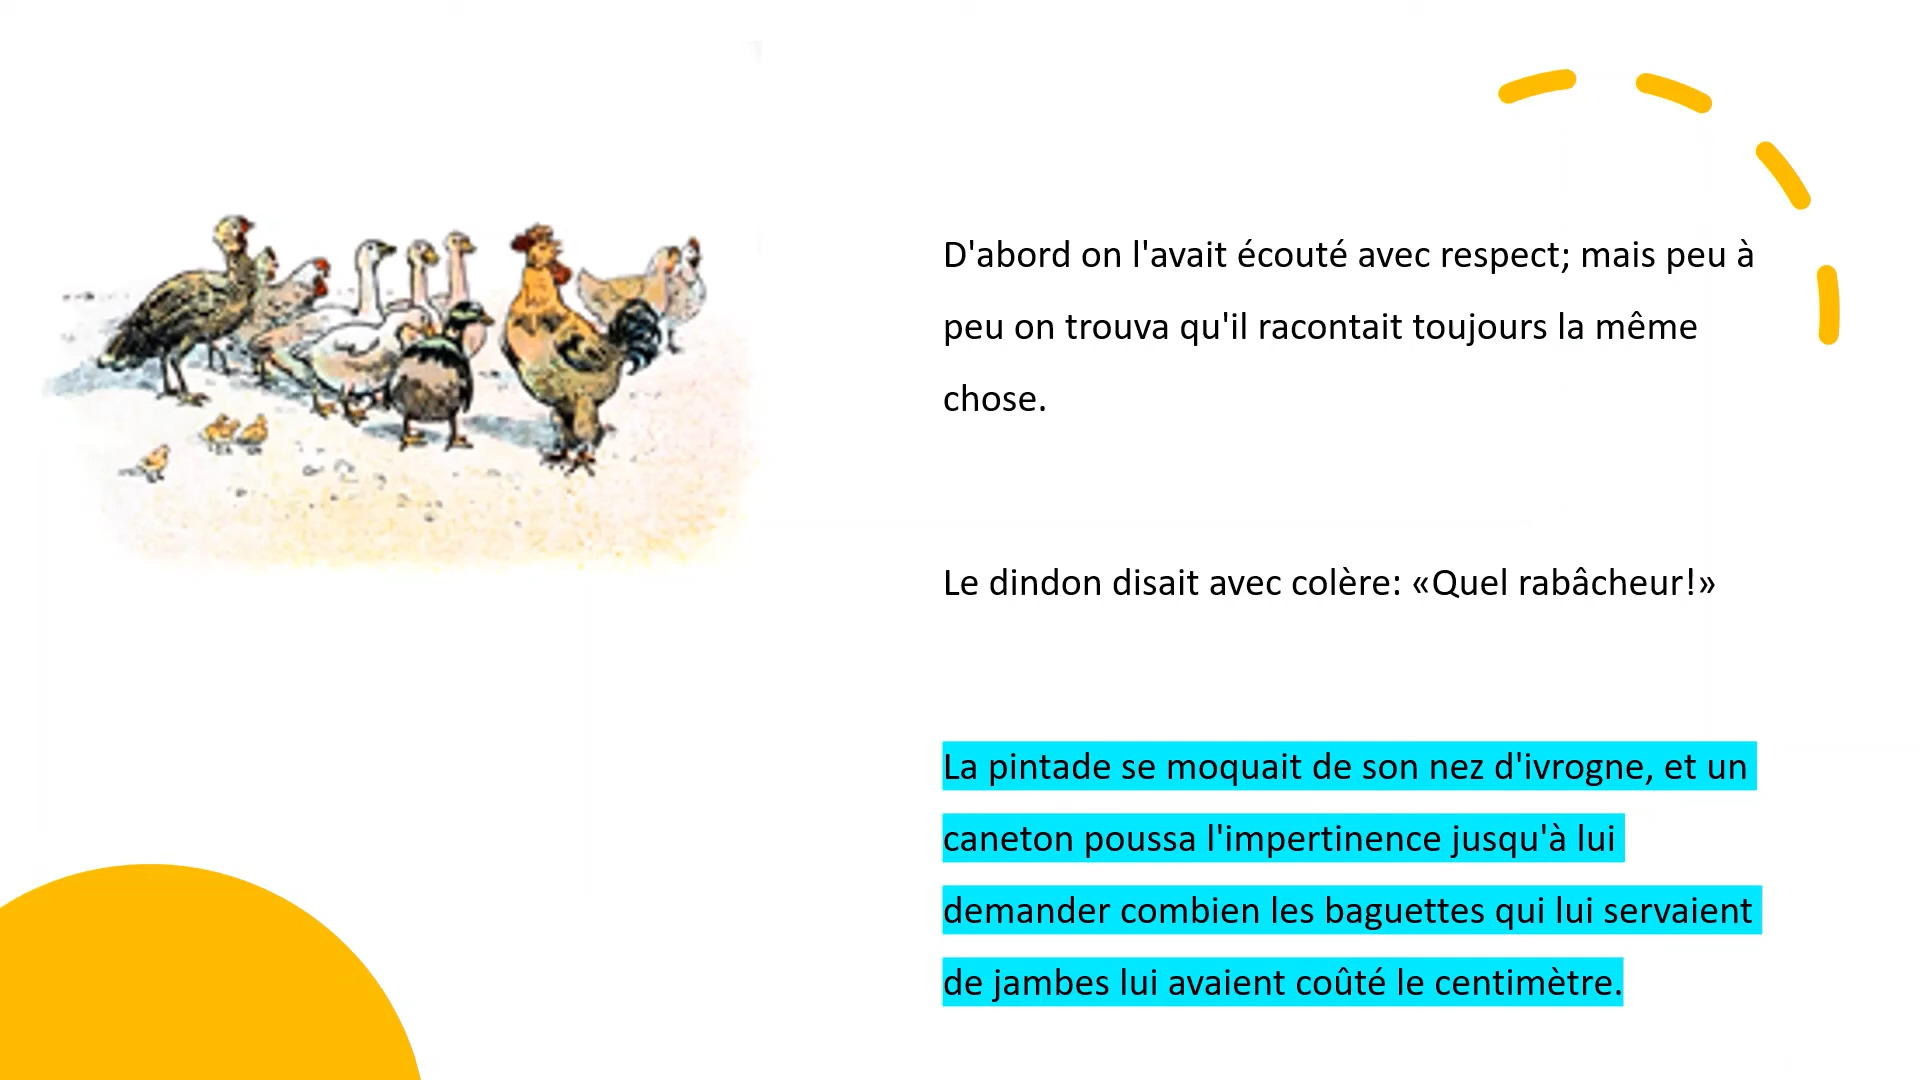 D'abord on l'avait écouté avec respect; mais peu à
peu on trouva qu'il racontait toujours la même
chose.
Le dindon disait avec colère: «Quel rabâcheur!»
La pintade se moquait de son nez d'ivrogne, et un
caneton poussa l'impertinence jusqu'à lui
demander combien les baguettes qui lui servaient
de jambes lui avaient coûté le centimètre.